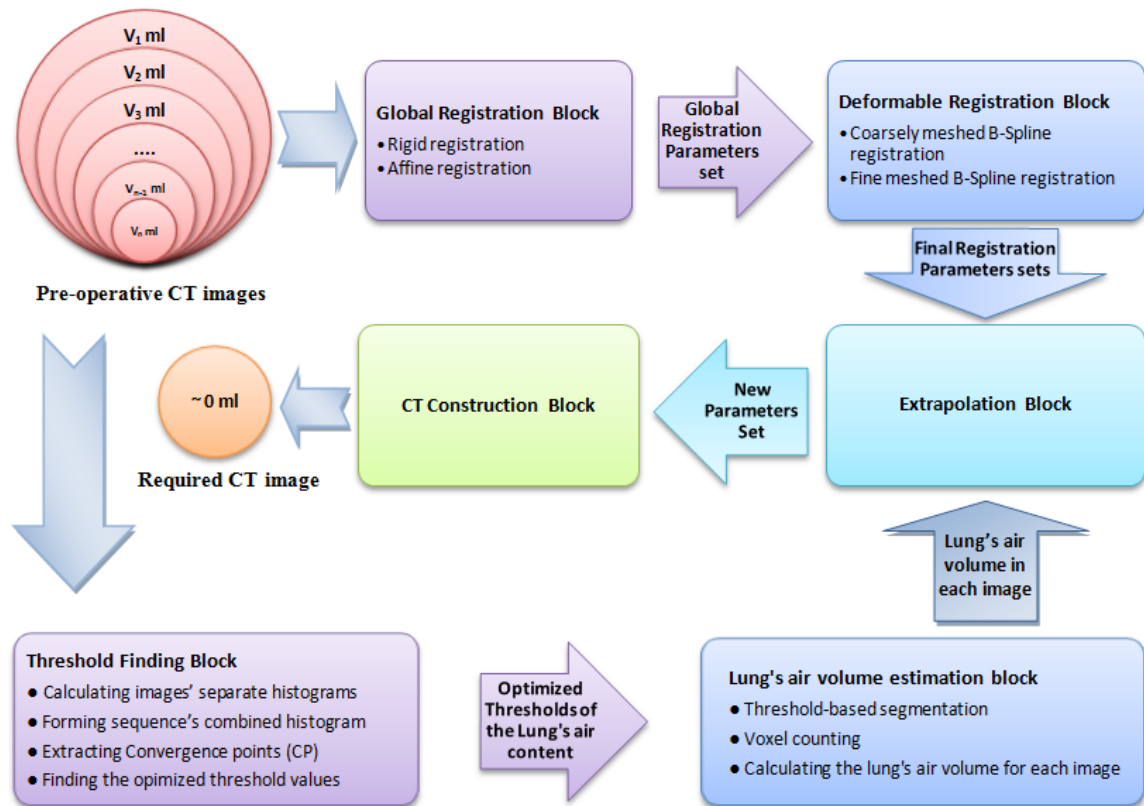 V₁ ml
V₂ ml
V₃ ml
....
Vₙ₋₁ ml
Vₙ ml
Pre-operative CT images
Global Registration Block
• Rigid registration
• Affine registration
Global
Registration
Parameters
set
Deformable Registration Block
• Coarsely meshed B-Spline
registration
• Fine meshed B-Spline registration
Final Registration
Parameters sets
Extrapolation Block
New
Parameters
Set
CT Construction Block
~0 ml
Required CT image
Threshold Finding Block
● Calculating images' separate histograms
● Forming sequence's combined histogram
● Extracting Convergence points (CP)
● Finding the opimized threshold values
Optimized
Thresholds of
the Lung's air
content
Lung's air volume estimation block
● Threshold-based segmentation
● Voxel counting
● Calculating the lung's air volume for each image
Lung's air
volume in
each image